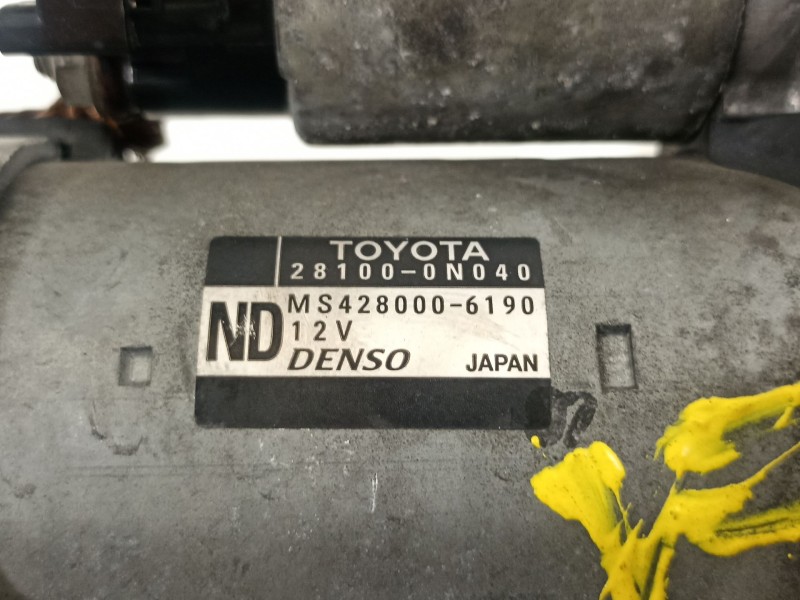 TOYOTA
28100-0N040
ND MS428000-6190
12V
DENSO JAPAN